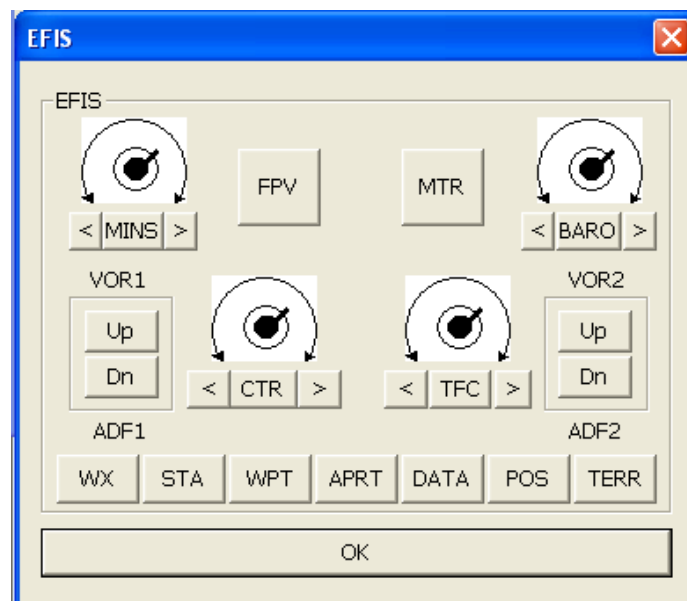 EFIS
EFIS
FPV MTR
< MINS > < BARO >
VOR1 VOR2
Up Up
Dn Dn
< CTR > < TFC >
ADF1 ADF2
WX STA WPT APRT DATA POS TERR
OK